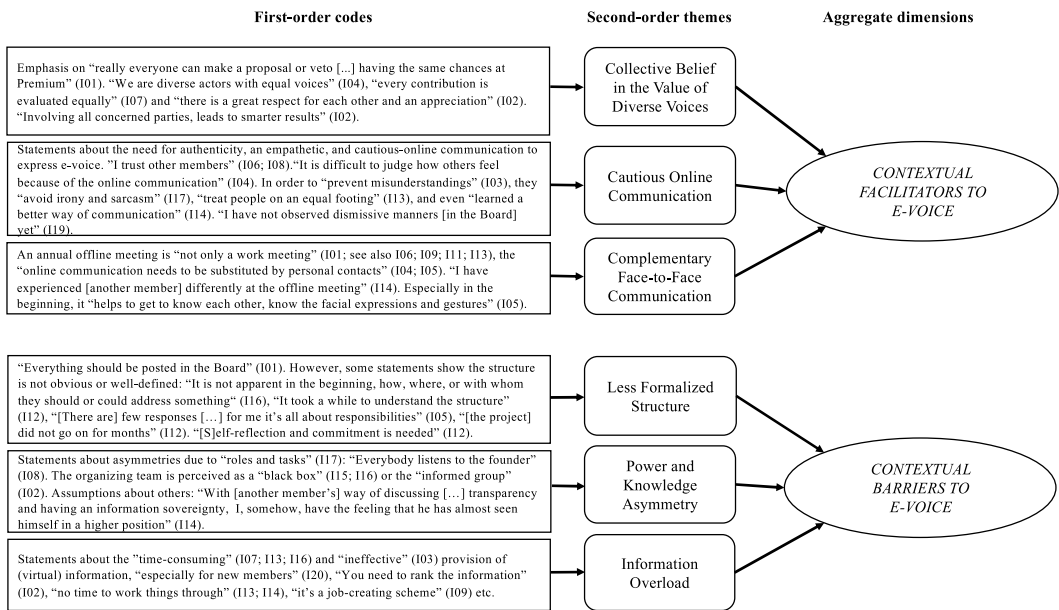 First-order codes
Second-order themes
Aggregate dimensions
Emphasis on “really everyone can make a proposal or veto [...] having the same chances at
Premium” (I01). “We are diverse actors with equal voices” (I04), “every contribution is
evaluated equally” (I07) and “there is a great respect for each other and an appreciation” (I02).
“Involving all concerned parties, leads to smarter results” (I02).
Collective Belief
in the Value of
Diverse Voices
Statements about the need for authenticity, an empathetic, and cautious-online communication to
express e-voice. ”I trust other members” (I06; I08).“It is difficult to judge how others feel
because of the online communication” (I04). In order to “prevent misunderstandings” (I03), they
“avoid irony and sarcasm” (I17), “treat people on an equal footing” (I13), and even “learned a
better way of communication” (I14). “I have not observed dismissive manners [in the Board]
yet” (I19).
Cautious Online
Communication
CONTEXTUAL
FACILITATORS TO
E-VOICE
An annual offline meeting is “not only a work meeting” (I01; see also I06; I09; I11; I13), the
“online communication needs to be substituted by personal contacts” (I04; I05). “I have
experienced [another member] differently at the offline meeting” (I14). Especially in the
beginning, it “helps to get to know each other, know the facial expressions and gestures” (I05).
Complementary
Face-to-Face
Communication
“Everything should be posted in the Board” (I01). However, some statements show the structure
is not obvious or well-defined: “It is not apparent in the beginning, how, where, or with whom
they should or could address something“ (I16), “It took a while to understand the structure”
(I12), “[There are] few responses […] for me it’s all about responsibilities” (I05), “[the project]
did not go on for months” (I12). “[S]elf-reflection and commitment is needed” (I12).
Less Formalized
Structure
Statements about asymmetries due to “roles and tasks” (I17): “Everybody listens to the founder”
(I08). The organizing team is perceived as a “black box” (I15; I16) or the “informed group”
(I02). Assumptions about others: “With [another member’s] way of discussing […] transparency
and having an information sovereignty, I, somehow, have the feeling that he has almost seen
himself in a higher position” (I14).
Power and
Knowledge
Asymmetry
CONTEXTUAL
BARRIERS TO
E-VOICE
Statements about the ”time-consuming” (I07; I13; I16) and “ineffective” (I03) provision of
(virtual) information, “especially for new members” (I20), “You need to rank the information”
(I02), “no time to work things through” (I13; I14), “it’s a job-creating scheme” (I09) etc.
Information
Overload